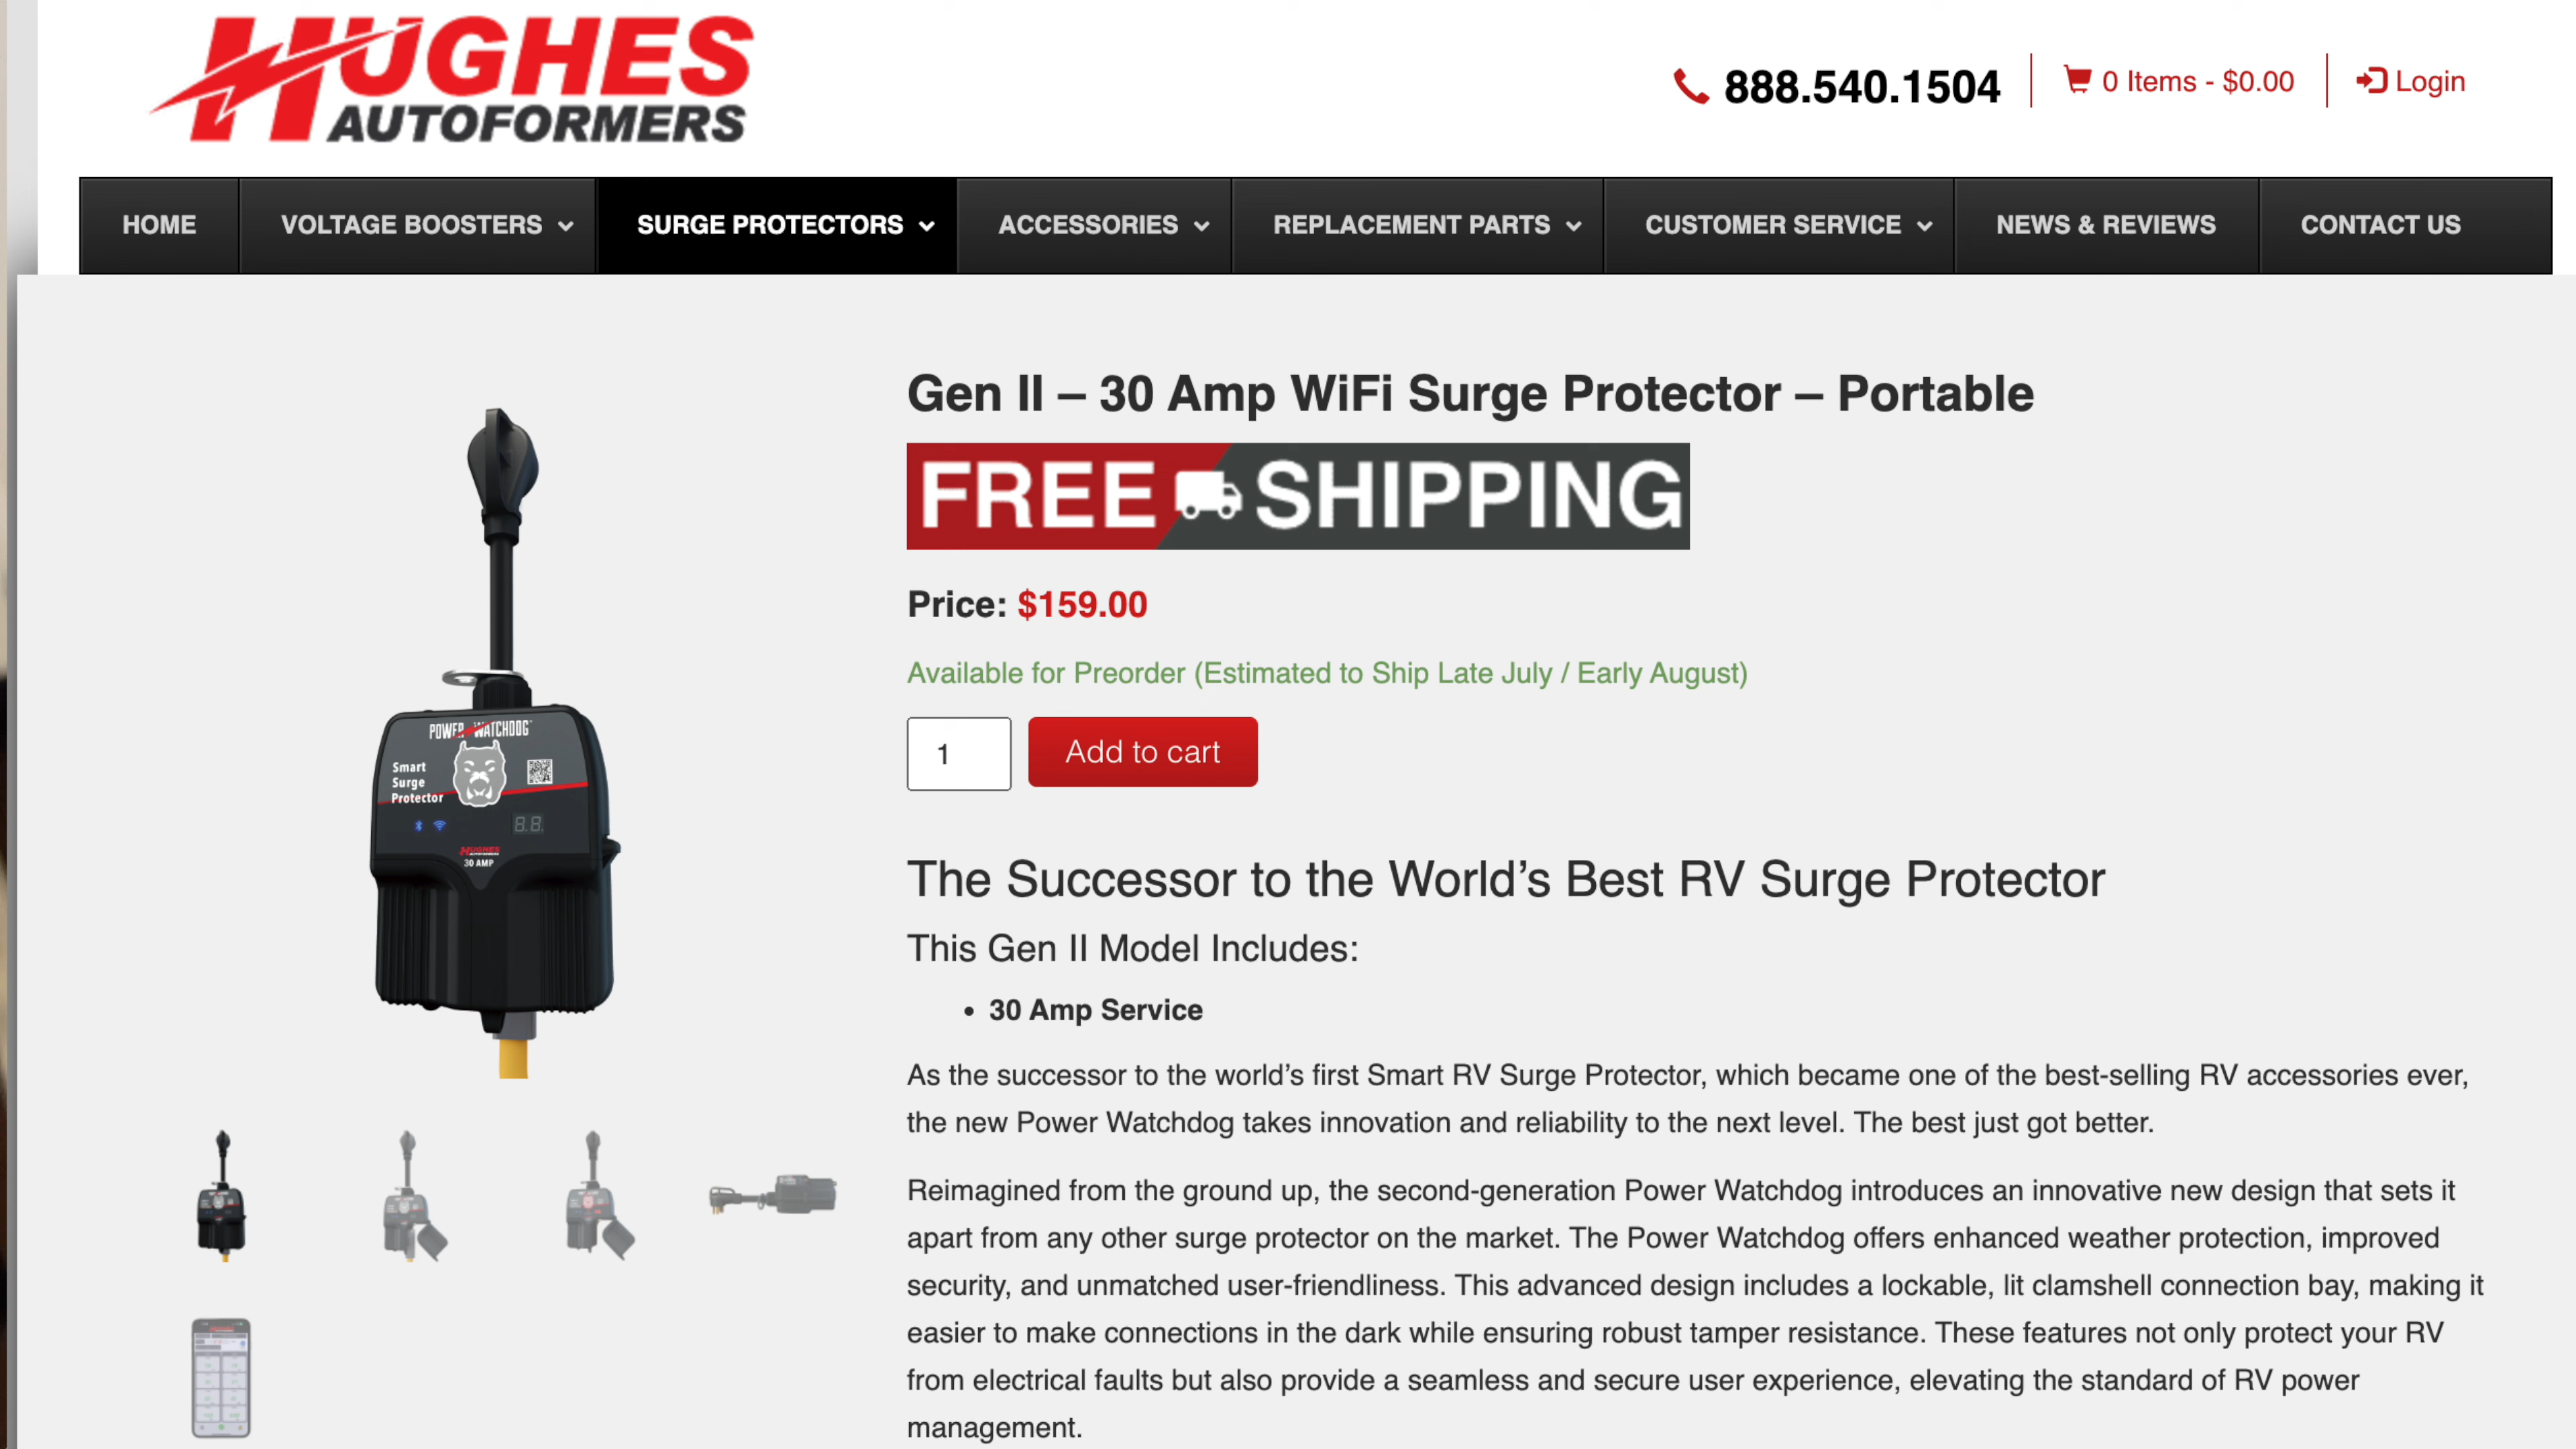 HUGHES
AUTOFORMERS
888.540.1504
0 Items - $0.00
Login
HOME
VOLTAGE BOOSTERS
SURGE PROTECTORS
ACCESSORIES
REPLACEMENT PARTS
CUSTOMER SERVICE
NEWS & REVIEWS
CONTACT US
Gen II – 30 Amp WiFi Surge Protector – Portable
FREE SHIPPING
Price: $159.00
Available for Preorder (Estimated to Ship Late July / Early August)
1
Add to cart
POWER WATCHDOG
Smart
Surge
Protector
8.8.
HUGHES
AUTOFORMERS
30 AMP
The Successor to the World’s Best RV Surge Protector
This Gen II Model Includes:
• 30 Amp Service
As the successor to the world’s first Smart RV Surge Protector, which became one of the best-selling RV accessories ever,
the new Power Watchdog takes innovation and reliability to the next level. The best just got better.
Reimagined from the ground up, the second-generation Power Watchdog introduces an innovative new design that sets it
apart from any other surge protector on the market. The Power Watchdog offers enhanced weather protection, improved
security, and unmatched user-friendliness. This advanced design includes a lockable, lit clamshell connection bay, making it
easier to make connections in the dark while ensuring robust tamper resistance. These features not only protect your RV
from electrical faults but also provide a seamless and secure user experience, elevating the standard of RV power
management.